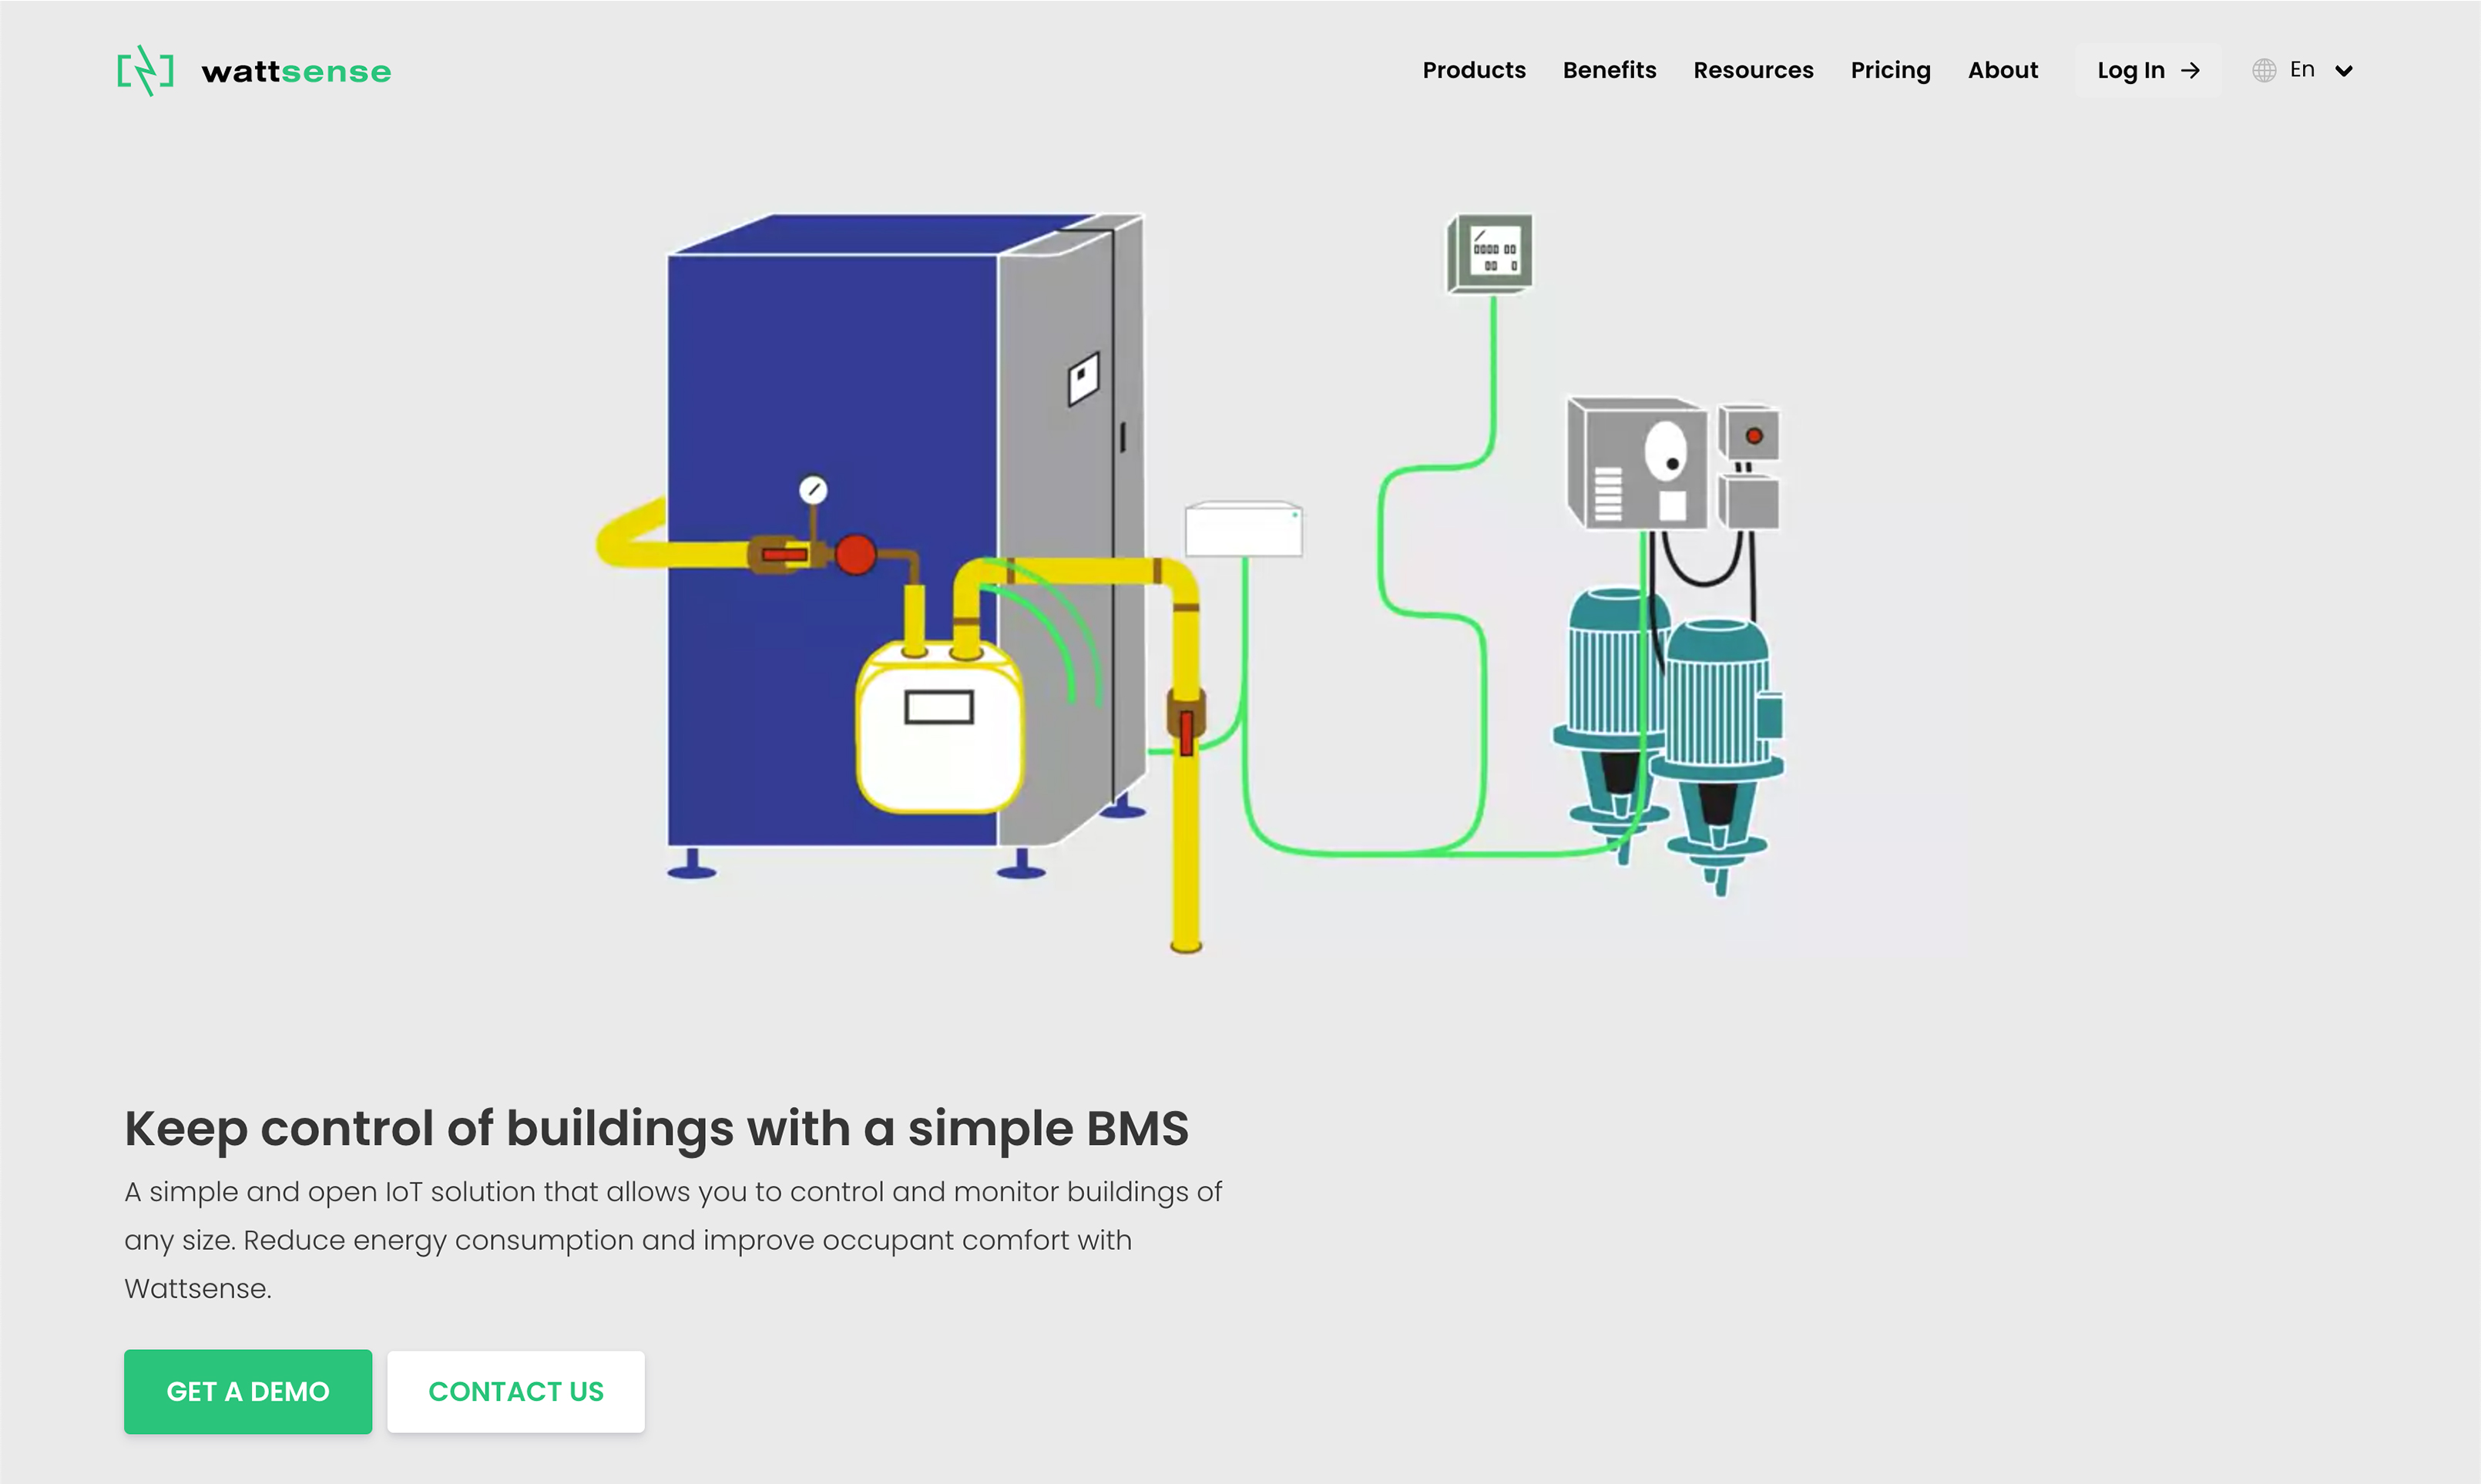 wattsense
Products
Benefits
Resources
Pricing
About
Log In
En
Keep control of buildings with a simple BMS
A simple and open IoT solution that allows you to control and monitor buildings of
any size. Reduce energy consumption and improve occupant comfort with
Wattsense.
GET A DEMO
CONTACT US